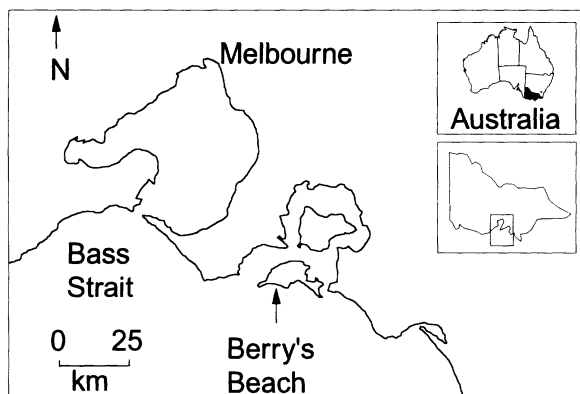 Melbourne
N
Australia
Bass
Strait
0 25
km
Berry's
Beach